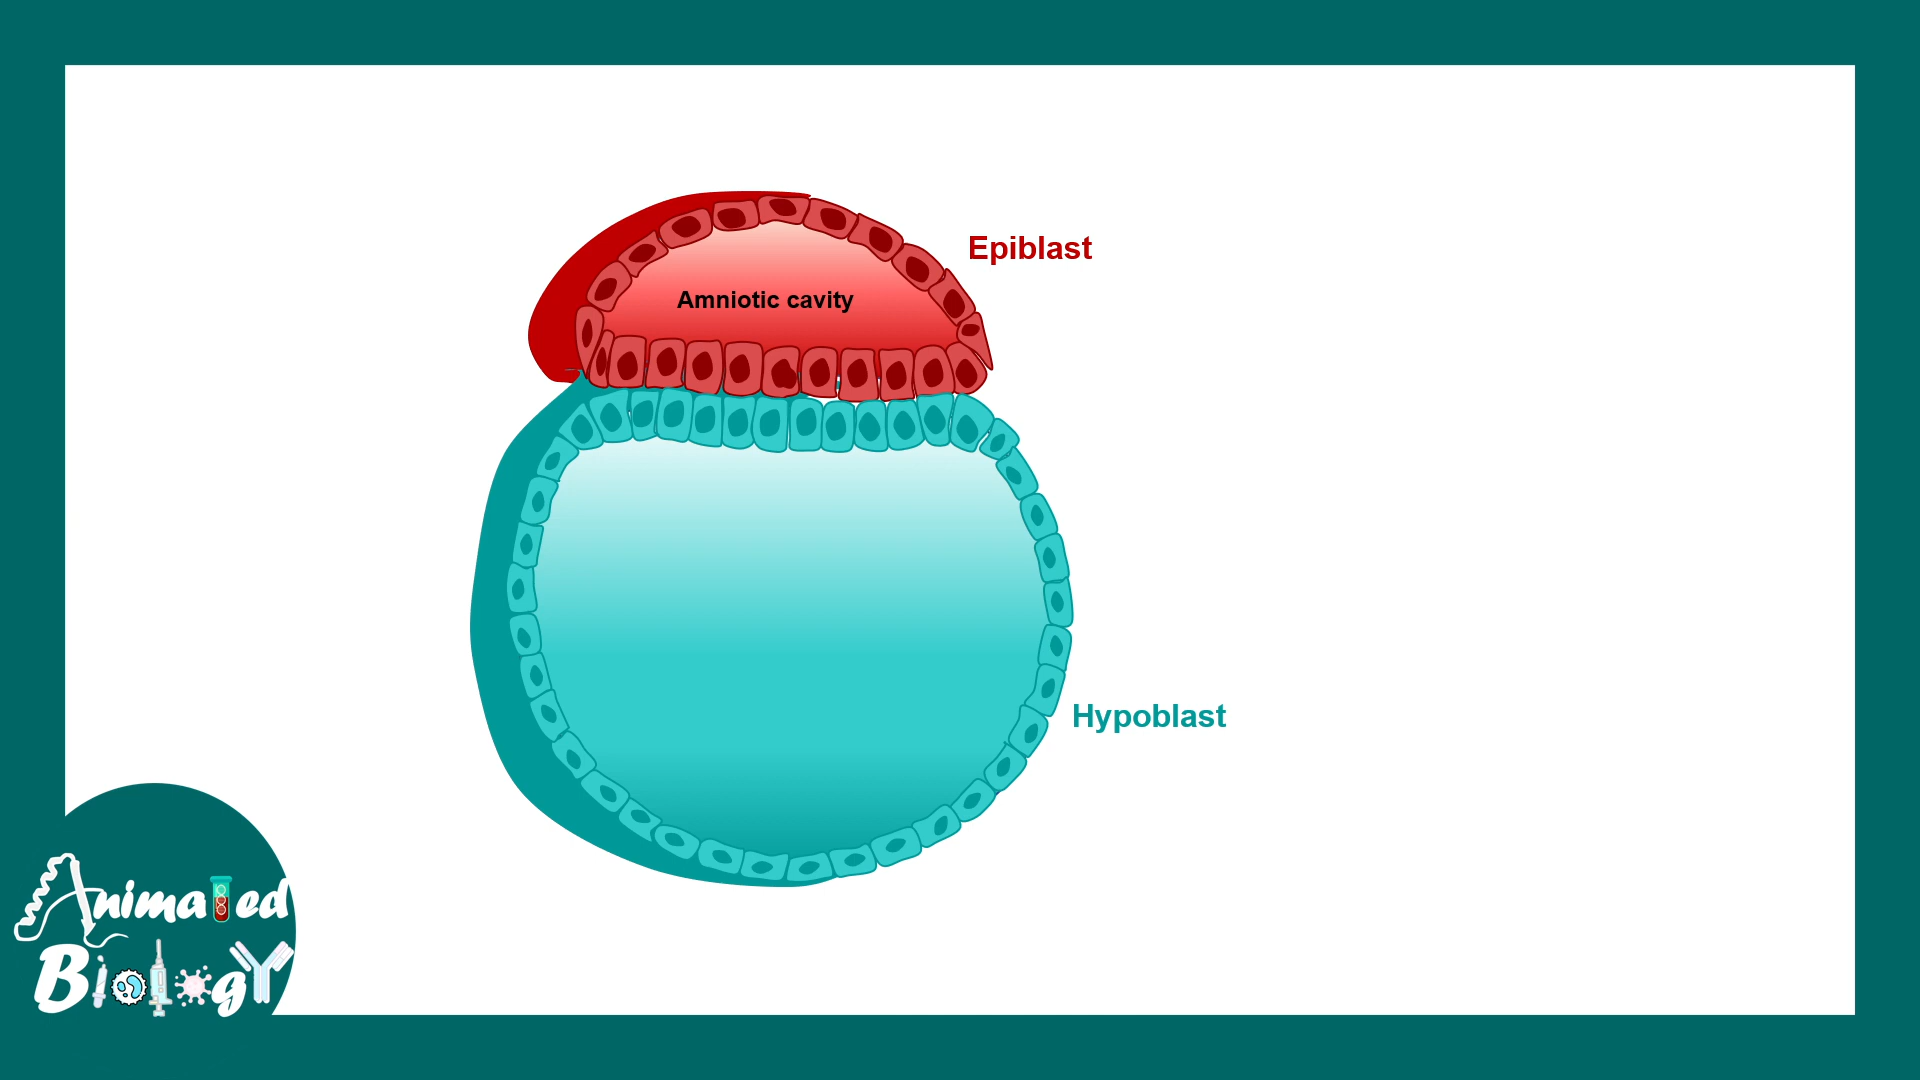 Epiblast
Amniotic cavity
Hypoblast
Animated
Biology